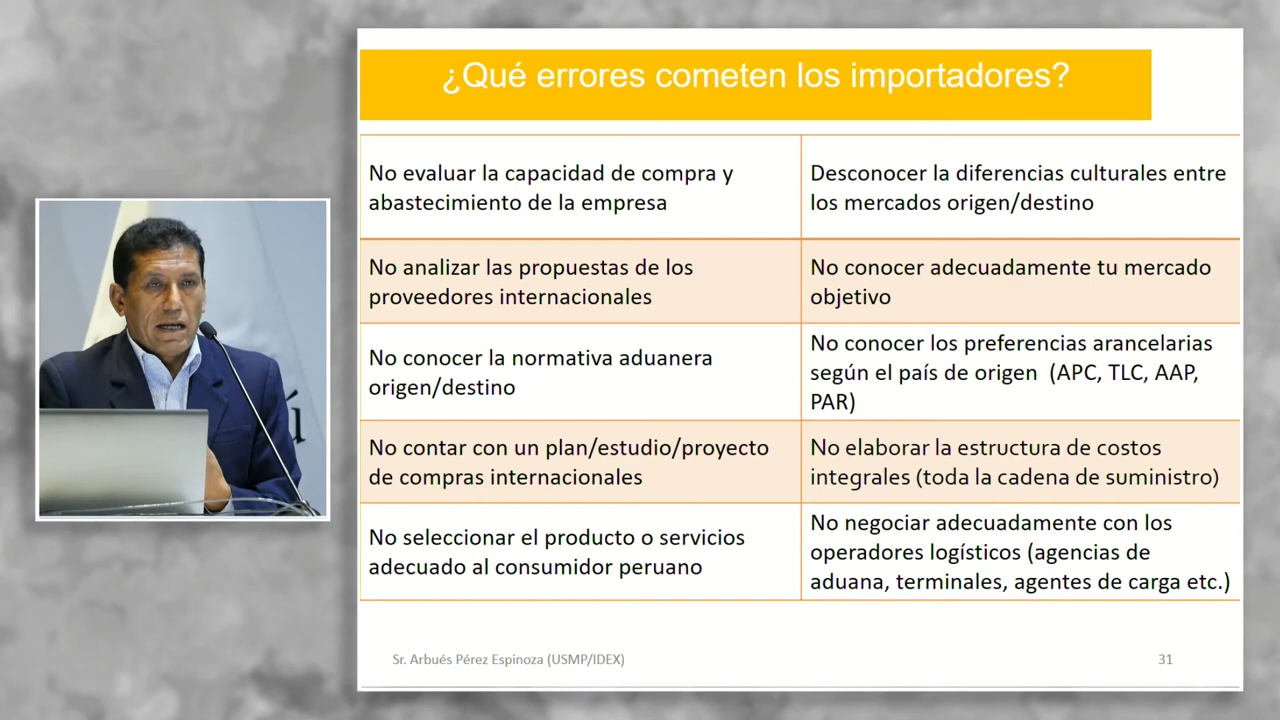 ¿Qué errores cometen los importadores?
No evaluar la capacidad de compra y
abastecimiento de la empresa
Desconocer la diferencias culturales entre
los mercados origen/destino
No analizar las propuestas de los
proveedores internacionales
No conocer adecuadamente tu mercado
objetivo
No conocer la normativa aduanera
origen/destino
No conocer los preferencias arancelarias
según el país de origen (APC, TLC, AAP,
PAR)
No contar con un plan/estudio/proyecto
de compras internacionales
No elaborar la estructura de costos
integrales (toda la cadena de suministro)
No seleccionar el producto o servicios
adecuado al consumidor peruano
No negociar adecuadamente con los
operadores logísticos (agencias de
aduana, terminales, agentes de carga etc.)
Sr. Arbués Pérez Espinoza (USMP/IDEX)
31